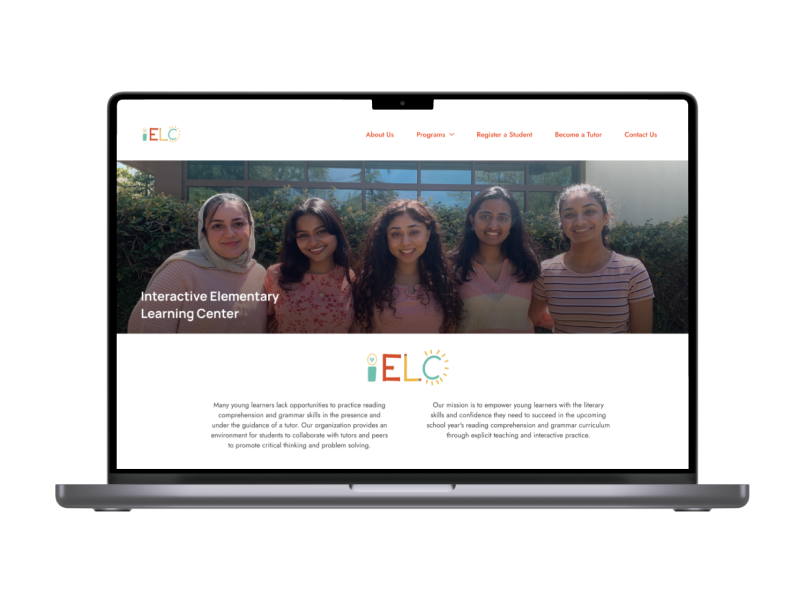 iELC
About Us Programs Register a Student Become a Tutor Contact Us
Interactive Elementary
Learning Center
iELC
Many young learners lack opportunities to practice reading
comprehension and grammar skills in the presence and
under the guidance of a tutor. Our organization provides an
environment for students to collaborate with tutors and peers
to promote critical thinking and problem solving.
Our mission is to empower young learners with the literary
skills and confidence they need to succeed in the upcoming
school year's reading comprehension and grammar curriculum
through explicit teaching and interactive practice.